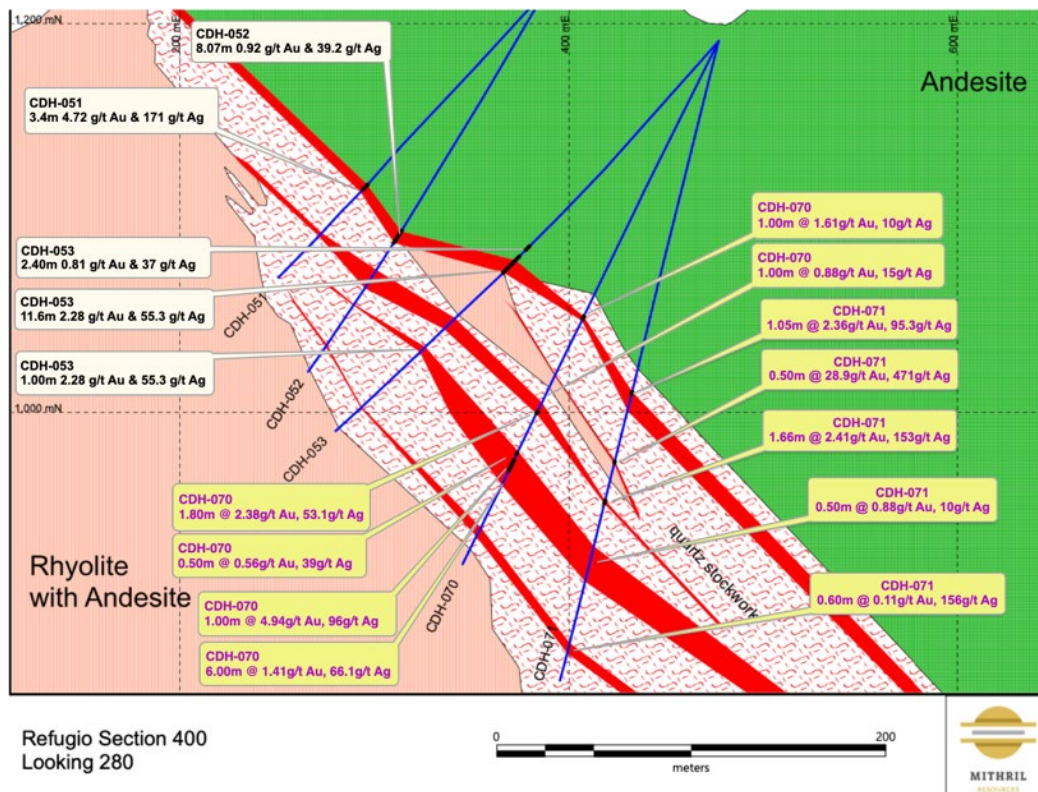 1,200 mN
200 mE
400 mE
600 mE
CDH-052
8.07m 0.92 g/t Au & 39.2 g/t Ag
Andesite
CDH-051
3.4m 4.72 g/t Au & 171 g/t Ag
CDH-070
1.00m @ 1.61g/t Au, 10g/t Ag
CDH-053
2.40m 0.81 g/t Au & 37 g/t Ag
CDH-070
1.00m @ 0.88g/t Au, 15g/t Ag
CDH-053
11.6m 2.28 g/t Au & 55.3 g/t Ag
CDH-051
CDH-071
1.05m @ 2.36g/t Au, 95.3g/t Ag
CDH-053
1.00m 2.28 g/t Au & 55.3 g/t Ag
CDH-052
CDH-071
0.50m @ 28.9g/t Au, 471g/t Ag
1,000 mN
CDH-053
CDH-071
1.66m @ 2.41g/t Au, 153g/t Ag
CDH-070
1.80m @ 2.38g/t Au, 53.1g/t Ag
CDH-071
0.50m @ 0.88g/t Au, 10g/t Ag
CDH-070
0.50m @ 0.56g/t Au, 39g/t Ag
quartz stockwork
Rhyolite
with Andesite
CDH-070
1.00m @ 4.94g/t Au, 96g/t Ag
CDH-070
CDH-071
0.60m @ 0.11g/t Au, 156g/t Ag
CDH-070
6.00m @ 1.41g/t Au, 66.1g/t Ag
CDH-071
Refugio Section 400
Looking 280
0
200
meters
MITHRIL
RESOURCES